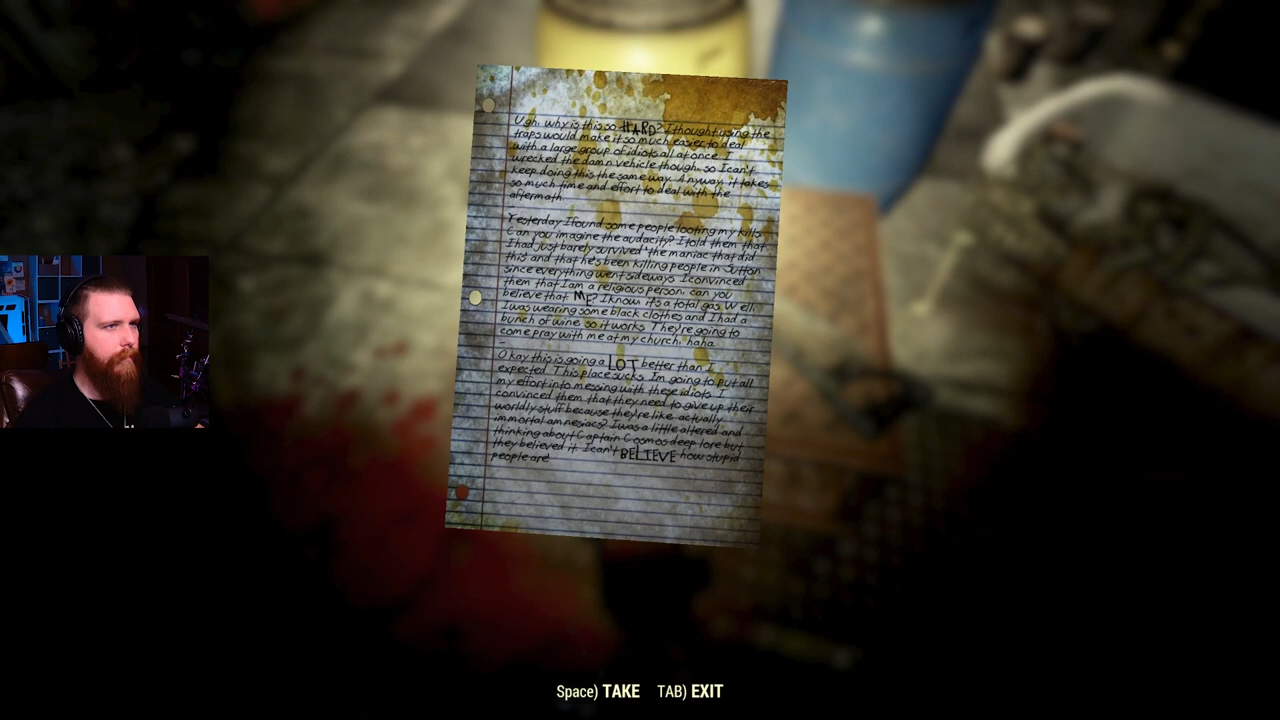 Ugh, why is this so HARD? I thought using the
traps would make it so much easier to deal
with a large group of idiots all at once. I
wrecked the damn vehicle though, so I can't
keep doing this the same way. Anyway, it takes
so much time and effort to deal with the
aftermath.
Yesterday I found some people looting my kills.
Can you imagine the audacity? I told them that
I had just barely survived the maniac that did
this and that he's been killing people in Sutton
since everything went sideways. I convinced
them that I am a religious person, can you
believe that. ME? I know, it's a total gas. Well
I was wearing some black clothes and I had a
bunch of wine, so it works. They're going to
come pray with me at my church, haha.
Okay this is going a LOT better than I
expected. This place sucks. Im going to put all
my effort into messing with these idiots. I
convinced them that they need to give up their
worldly stuff because they're like, actually
immortal amnesiacs? I was a little altered and
thinking about Captain Cosmos deep lore but
they believed it. I can't BELIEVE how stupid
people are
Space) TAKE TAB) EXIT